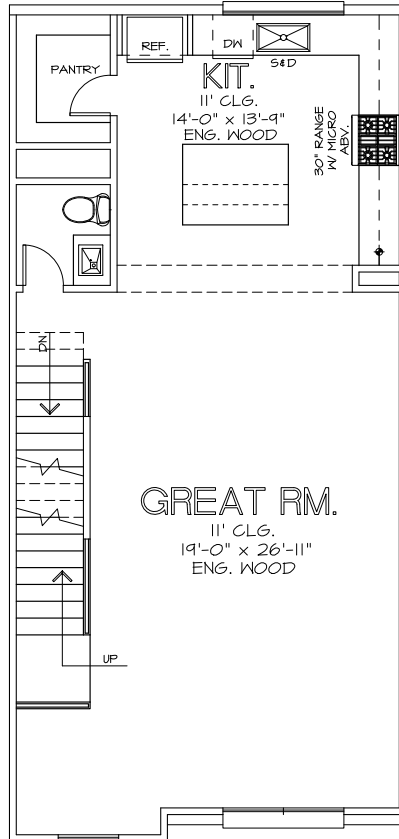 PANTRY
REF.
DW
S&D
KIT.
11' CLG.
14'-0" x 13'-9"
ENG. WOOD
30" RANGE
W/ MICRO
ABV.
DN
GREAT RM.
11' CLG.
19'-0" x 26'-11"
ENG. WOOD
UP